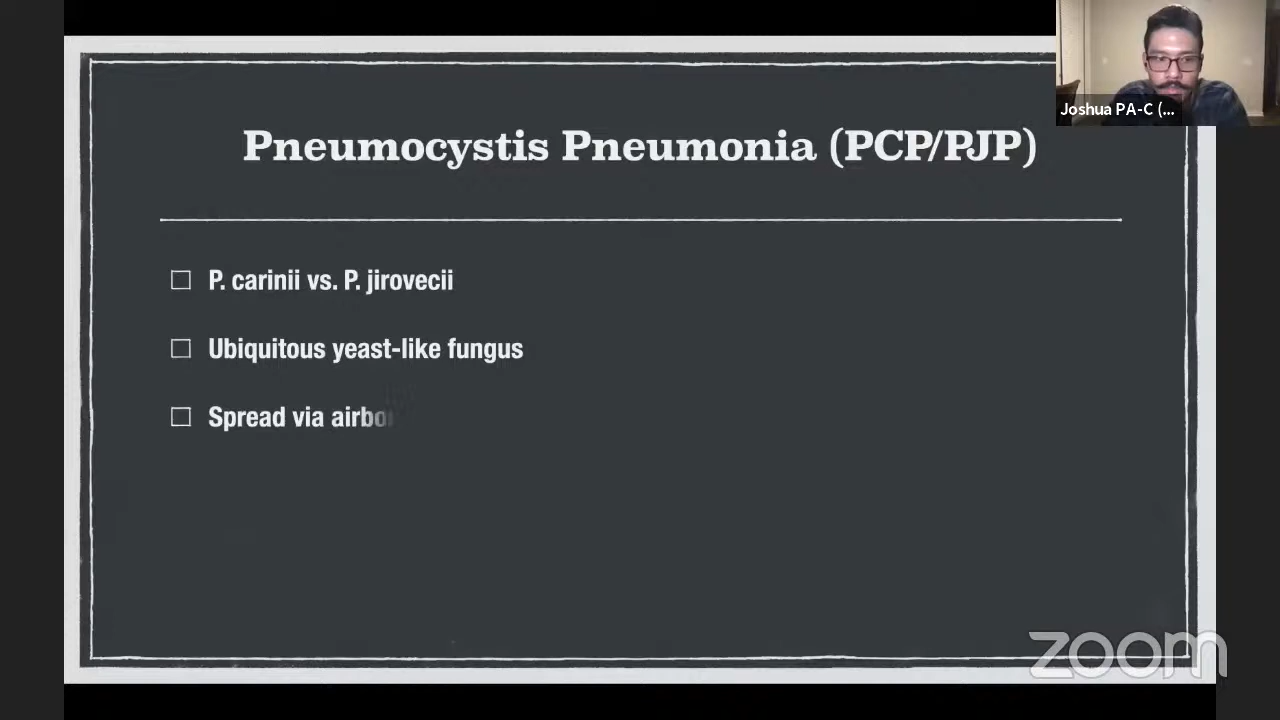 Pneumocystis Pneumonia (PCP/PJP)
Joshua PA-C (...
P. carinii vs. P. jirovecii
Ubiquitous yeast-like fungus
Spread via
zoom